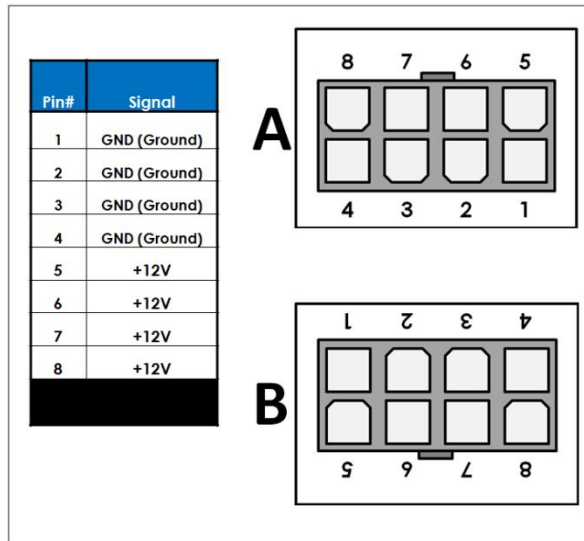 Pin# Signal
1 GND (Ground)
2 GND (Ground)
3 GND (Ground)
4 GND (Ground)
5 +12V
6 +12V
7 +12V
8 +12V
A
8 7 6 5
4 3 2 1
B
1 2 3 4
5 6 7 8